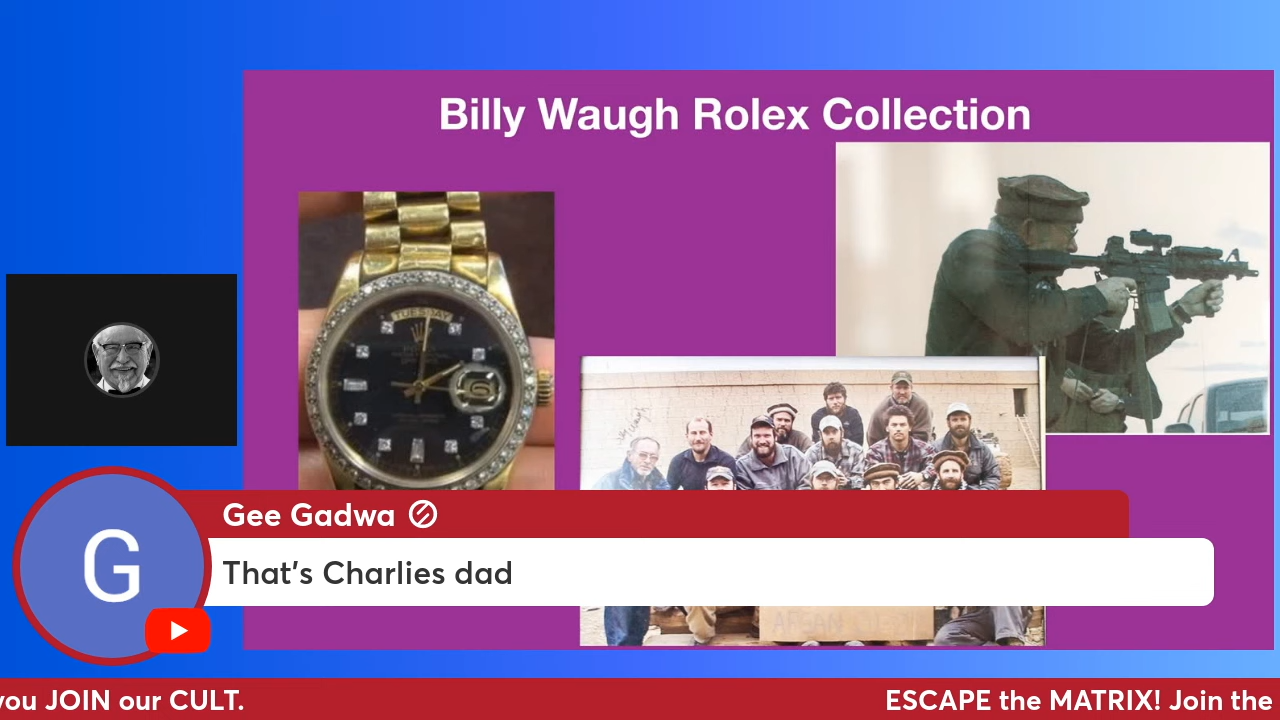 Billy Waugh Rolex Collection
TUESDAY
Gee Gadwa
G
That's Charlies dad
you JOIN our CULT.
ESCAPE the MATRIX! Join the